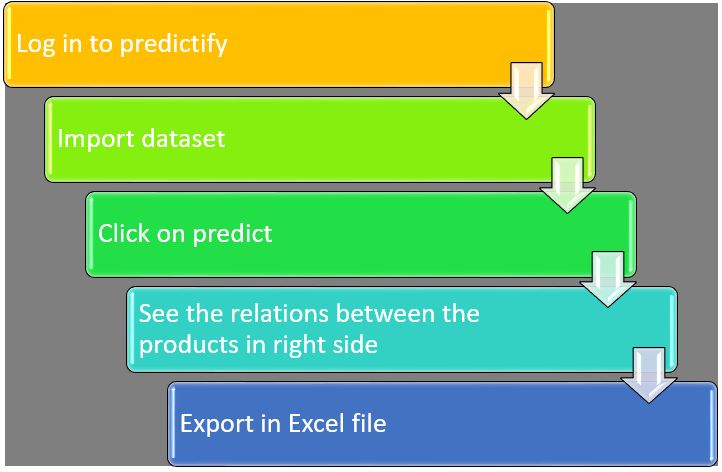 Log in to predictify
Import dataset
Click on predict
See the relations between the
products in right side
Export in Excel file